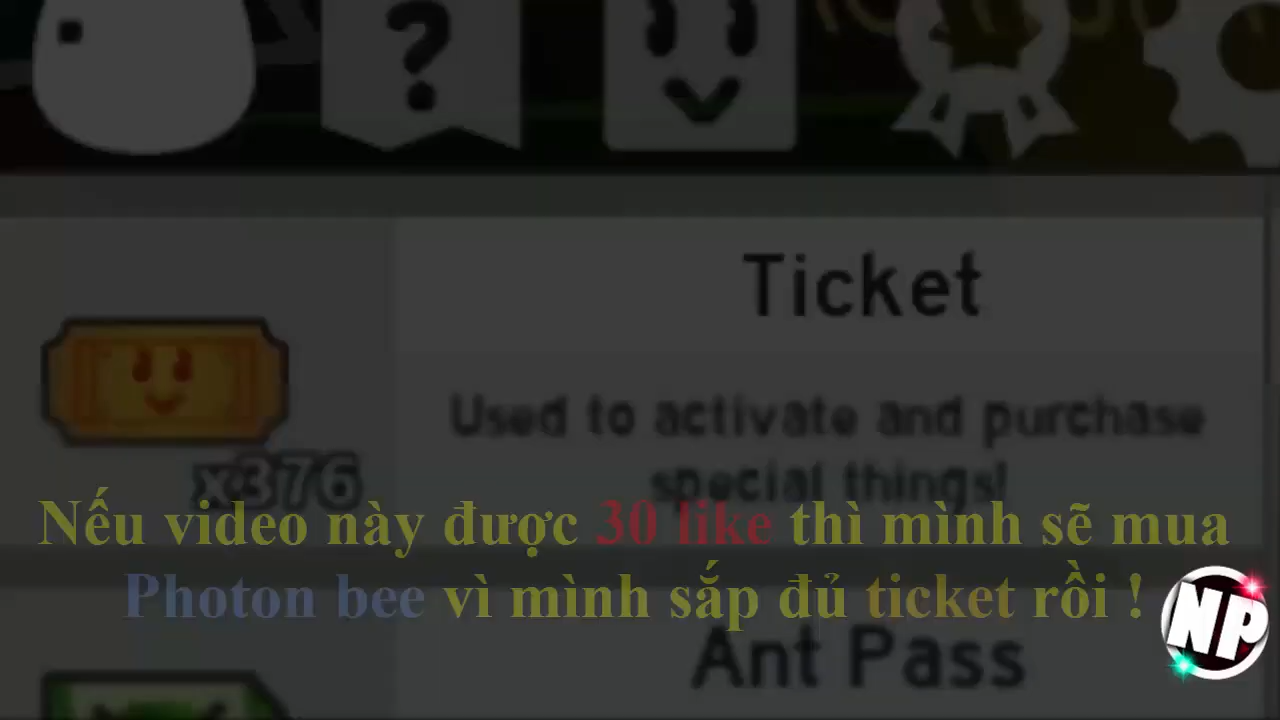 ?
Ticket
Used to activate and purchase
special things!
x376
Nếu video này được 30 like thì mình sẽ mua
Photon bee vì mình sắp đủ ticket rồi !
Ant Pass
NP